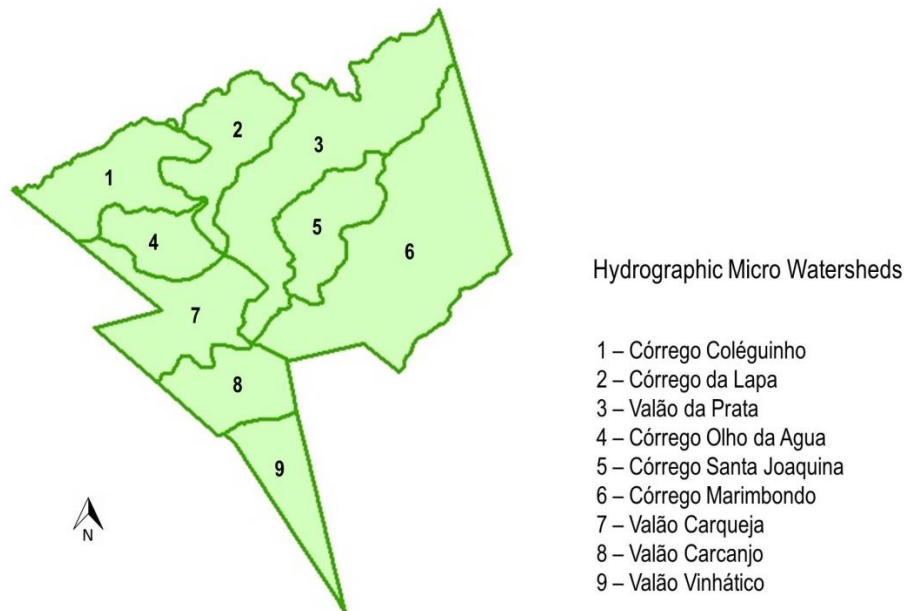 2
3
1
5
4
6
Hydrographic Micro Watersheds
7
1 – Córrego Coléguinho
2 – Córrego da Lapa
8
3 – Valão da Prata
4 – Córrego Olho da Agua
9
5 – Córrego Santa Joaquina
6 – Córrego Marimbondo
N
7 – Valão Carqueja
8 – Valão Carcanjo
9 – Valão Vinhático